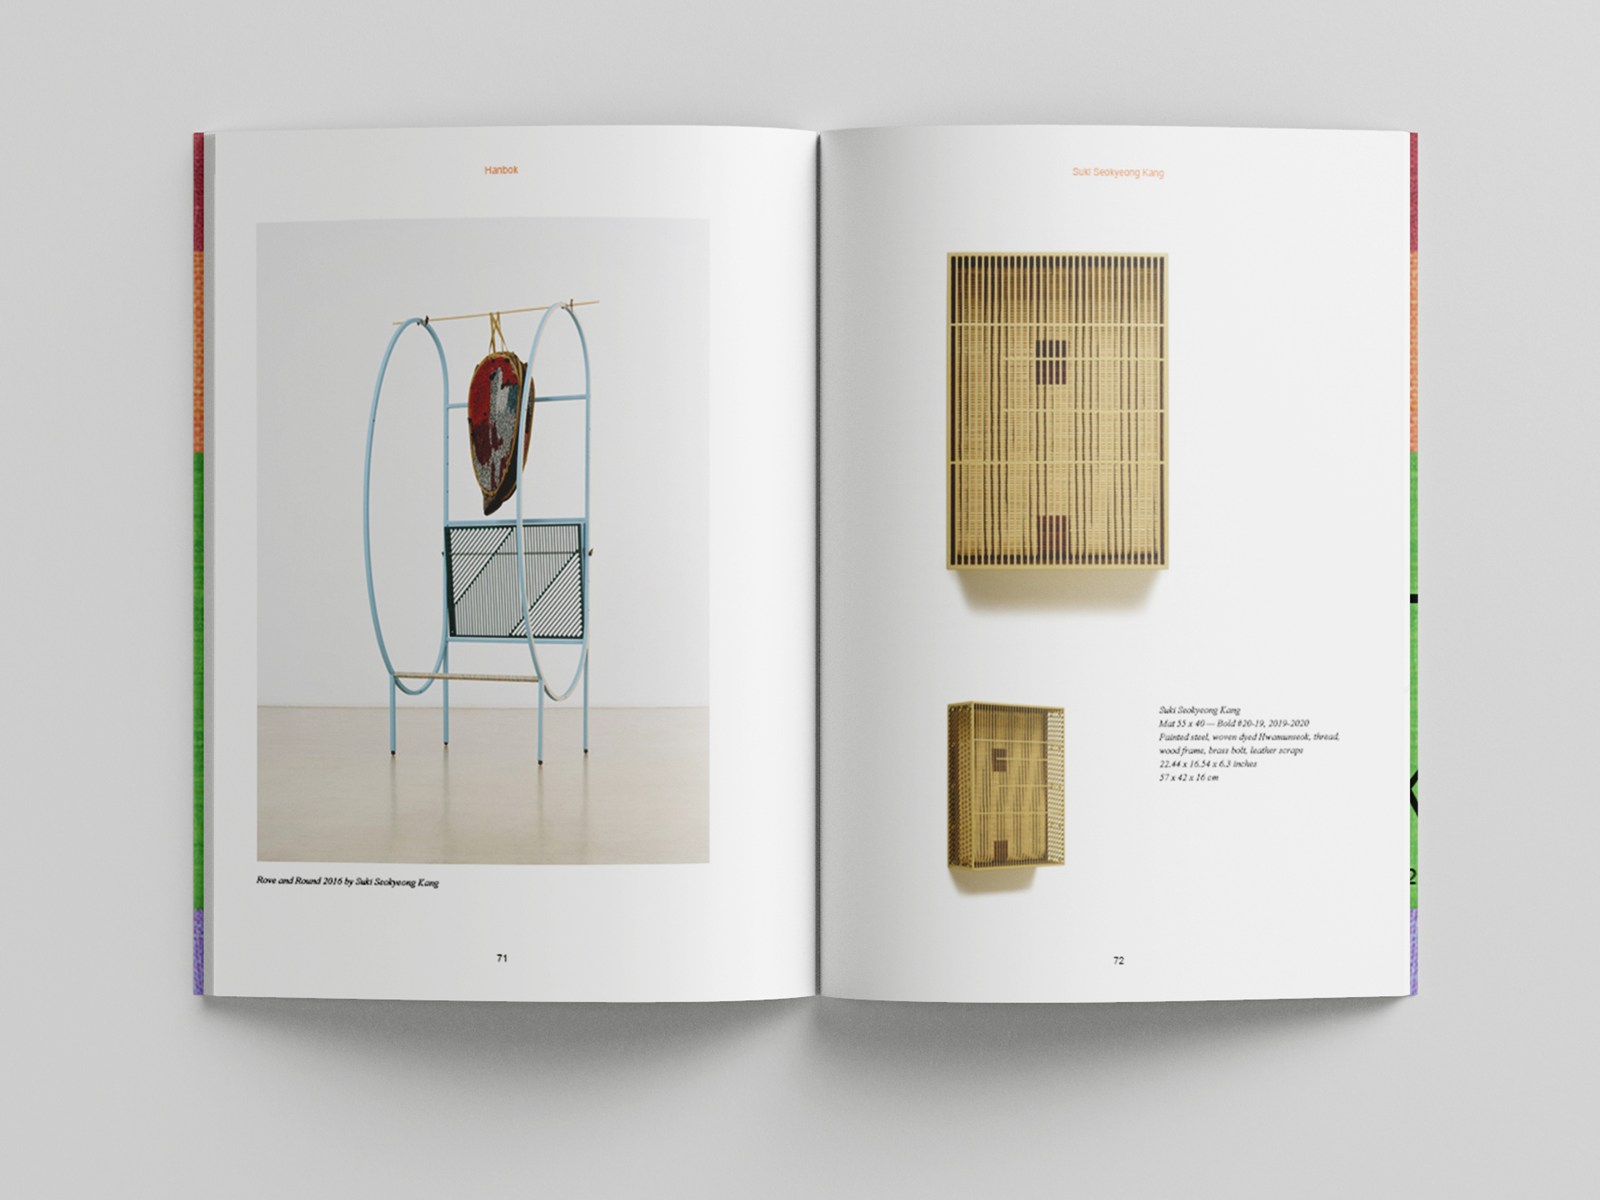 Hanbok
Rove and Round 2016 by Suki Seokyeong Kang
71
Suki Seokyeong Kang
Suki Seokyeong Kang
Mat 55 x 40 — Bold #20-19, 2019-2020
Painted steel, woven dyed Hwamunseok, thread,
wood frame, brass bolt, leather scraps
22.44 x 16.54 x 6.3 inches
57 x 42 x 16 cm
72
2